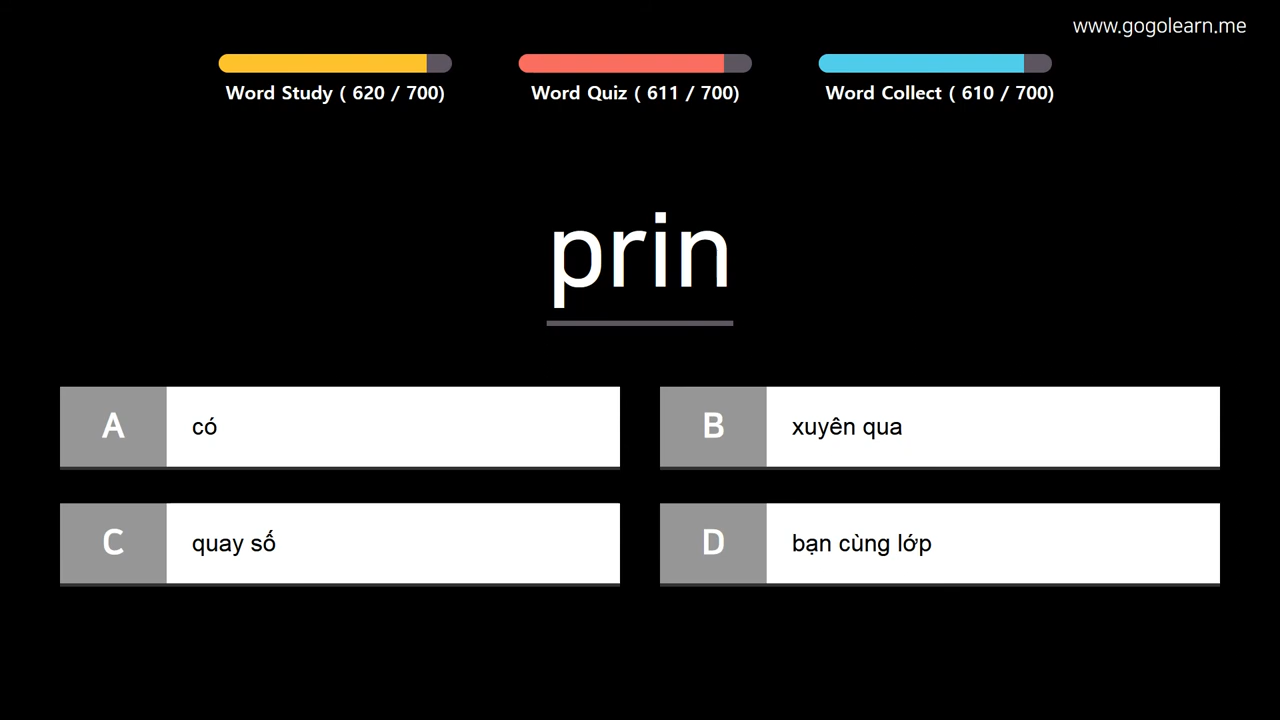 www.gogolearn.me
Word Study ( 620 / 700)
Word Quiz ( 611 / 700)
Word Collect ( 610 / 700)
prin
A có
B xuyên qua
C quay số
D bạn cùng lớp